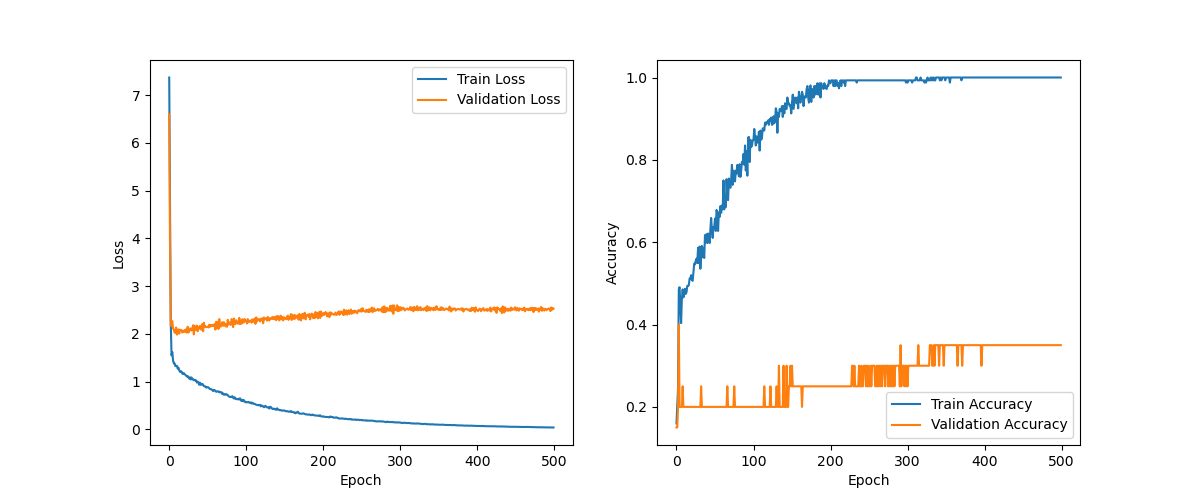 Train Loss
Validation Loss
7
6
5
4
3
2
1
0
Loss
0 100 200 300 400 500
Epoch
1.0
0.8
0.6
0.4
0.2
Accuracy
Train Accuracy
Validation Accuracy
0 100 200 300 400 500
Epoch